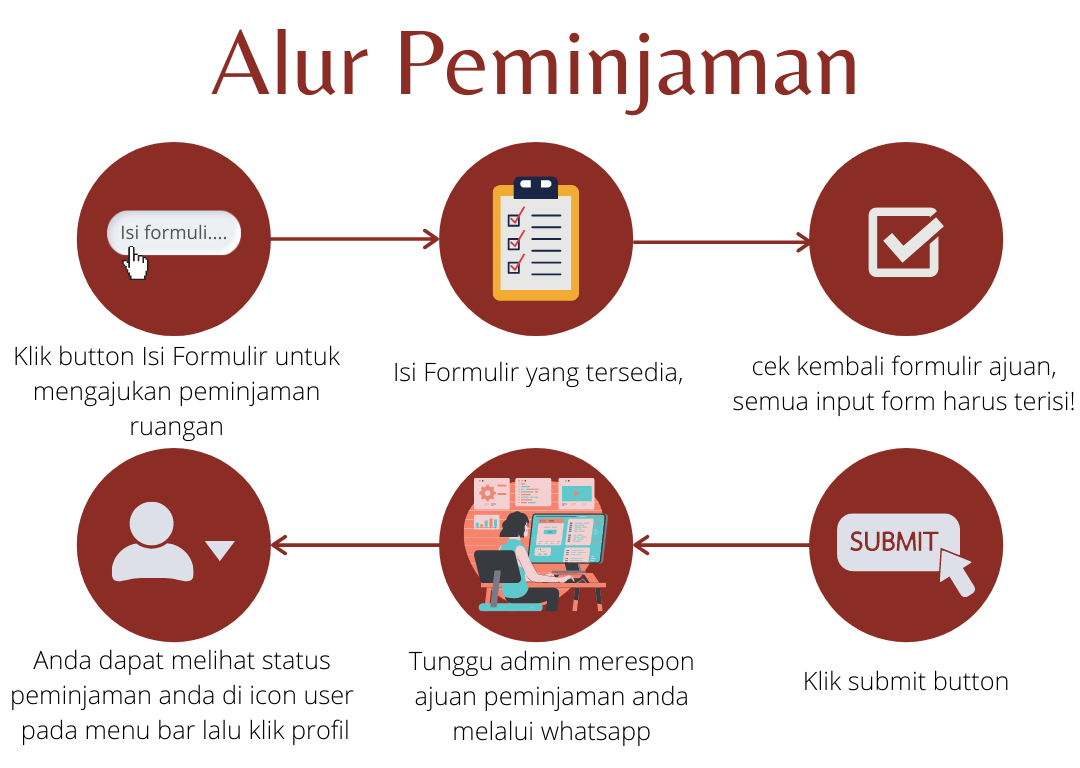 Alur Peminjaman
Isi formuli....
Klik button Isi Formulir untuk
mengajukan peminjaman
ruangan
Isi Formulir yang tersedia,
cek kembali formulir ajuan,
semua input form harus terisi!
SUBMIT
Klik submit button
Tunggu admin merespon
ajuan peminjaman anda
melalui whatsapp
Anda dapat melihat status
peminjaman anda di icon user
pada menu bar lalu klik profil